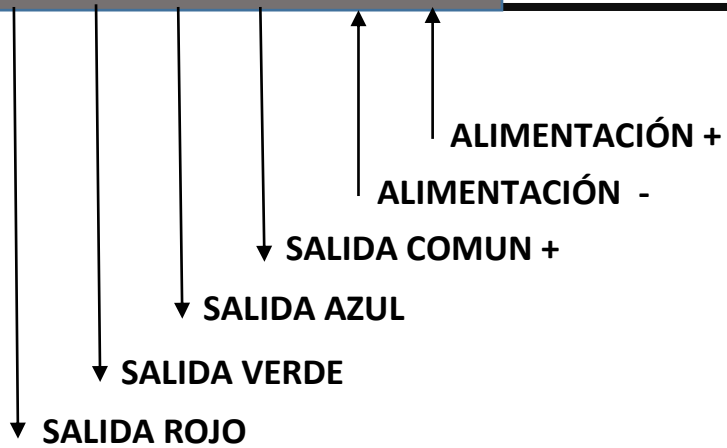 ALIMENTACIÓN +
ALIMENTACIÓN -
SALIDA COMUN +
SALIDA AZUL
SALIDA VERDE
SALIDA ROJO